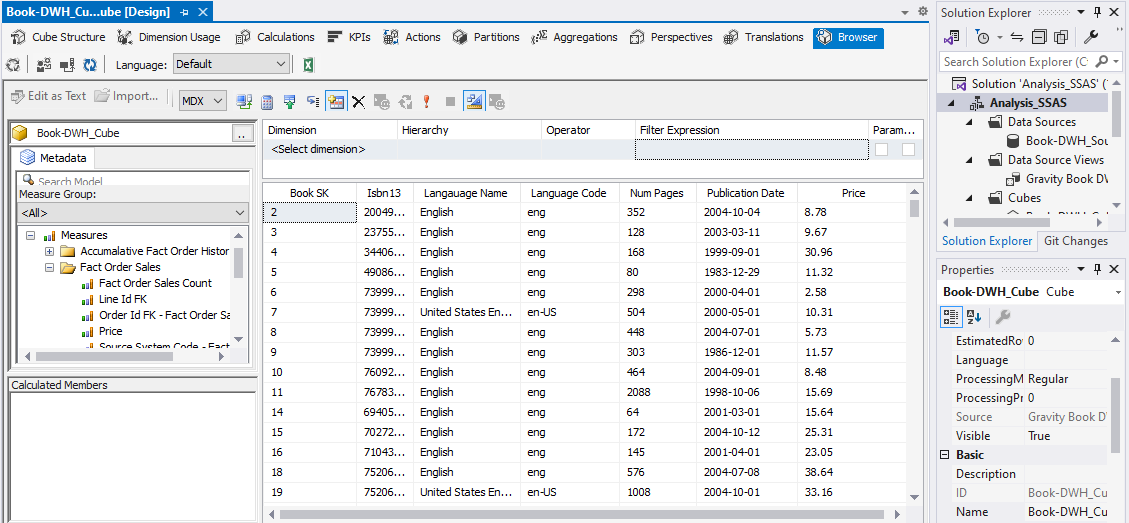 Book-DWH_Cu...ube [Design]
Cube Structure Dimension Usage Calculations KPIs Actions Partitions Aggregations Perspectives Translations Browser
Language: Default
Edit as Text Import... MDX
Book-DWH_Cube ..
Metadata
Search Model
Measure Group:
<All>
Measures
Accumalative Fact Order Histor
Fact Order Sales
Fact Order Sales Count
Line Id FK
Order Id FK - Fact Order Sa
Price
Source System Code - Fact
Calculated Members
Dimension Hierarchy Operator Filter Expression Param...
<Select dimension>
Book SK Isbn13 Langauage Name Language Code Num Pages Publication Date Price
2 20049... English eng 352 2004-10-04 8.78
3 23755... English eng 128 2003-03-11 9.67
4 34406... English eng 168 1999-09-01 30.96
5 49086... English eng 80 1983-12-29 11.32
6 73999... English eng 298 2000-04-01 2.58
7 73999... United States En... en-US 504 2000-05-01 10.31
8 73999... English eng 448 2004-07-01 5.73
9 73999... English eng 303 1986-12-01 11.57
10 76092... English eng 464 2004-09-01 8.48
11 76783... English eng 2088 1998-10-06 15.69
14 69405... English eng 64 2001-03-01 15.64
15 70272... English eng 172 2004-10-12 25.31
16 71043... English eng 145 2001-04-01 23.05
18 75206... English eng 576 2004-07-08 38.64
19 75206... United States En... en-US 1008 2004-10-01 33.16
Solution Explorer
Search Solution Explorer (C
Solution 'Analysis_SSAS' (
Analysis_SSAS
Data Sources
Book-DWH_Sou
Data Source Views
Gravity Book DV
Cubes
Book-DWH_Cube
Solution Explorer Git Changes
Properties
Book-DWH_Cube Cube
EstimatedRo 0
Language
ProcessingM Regular
ProcessingPr 0
Source Gravity Book D
Visible True
Basic
Description
ID Book-DWH_Cu
Name Book-DWH_Cu